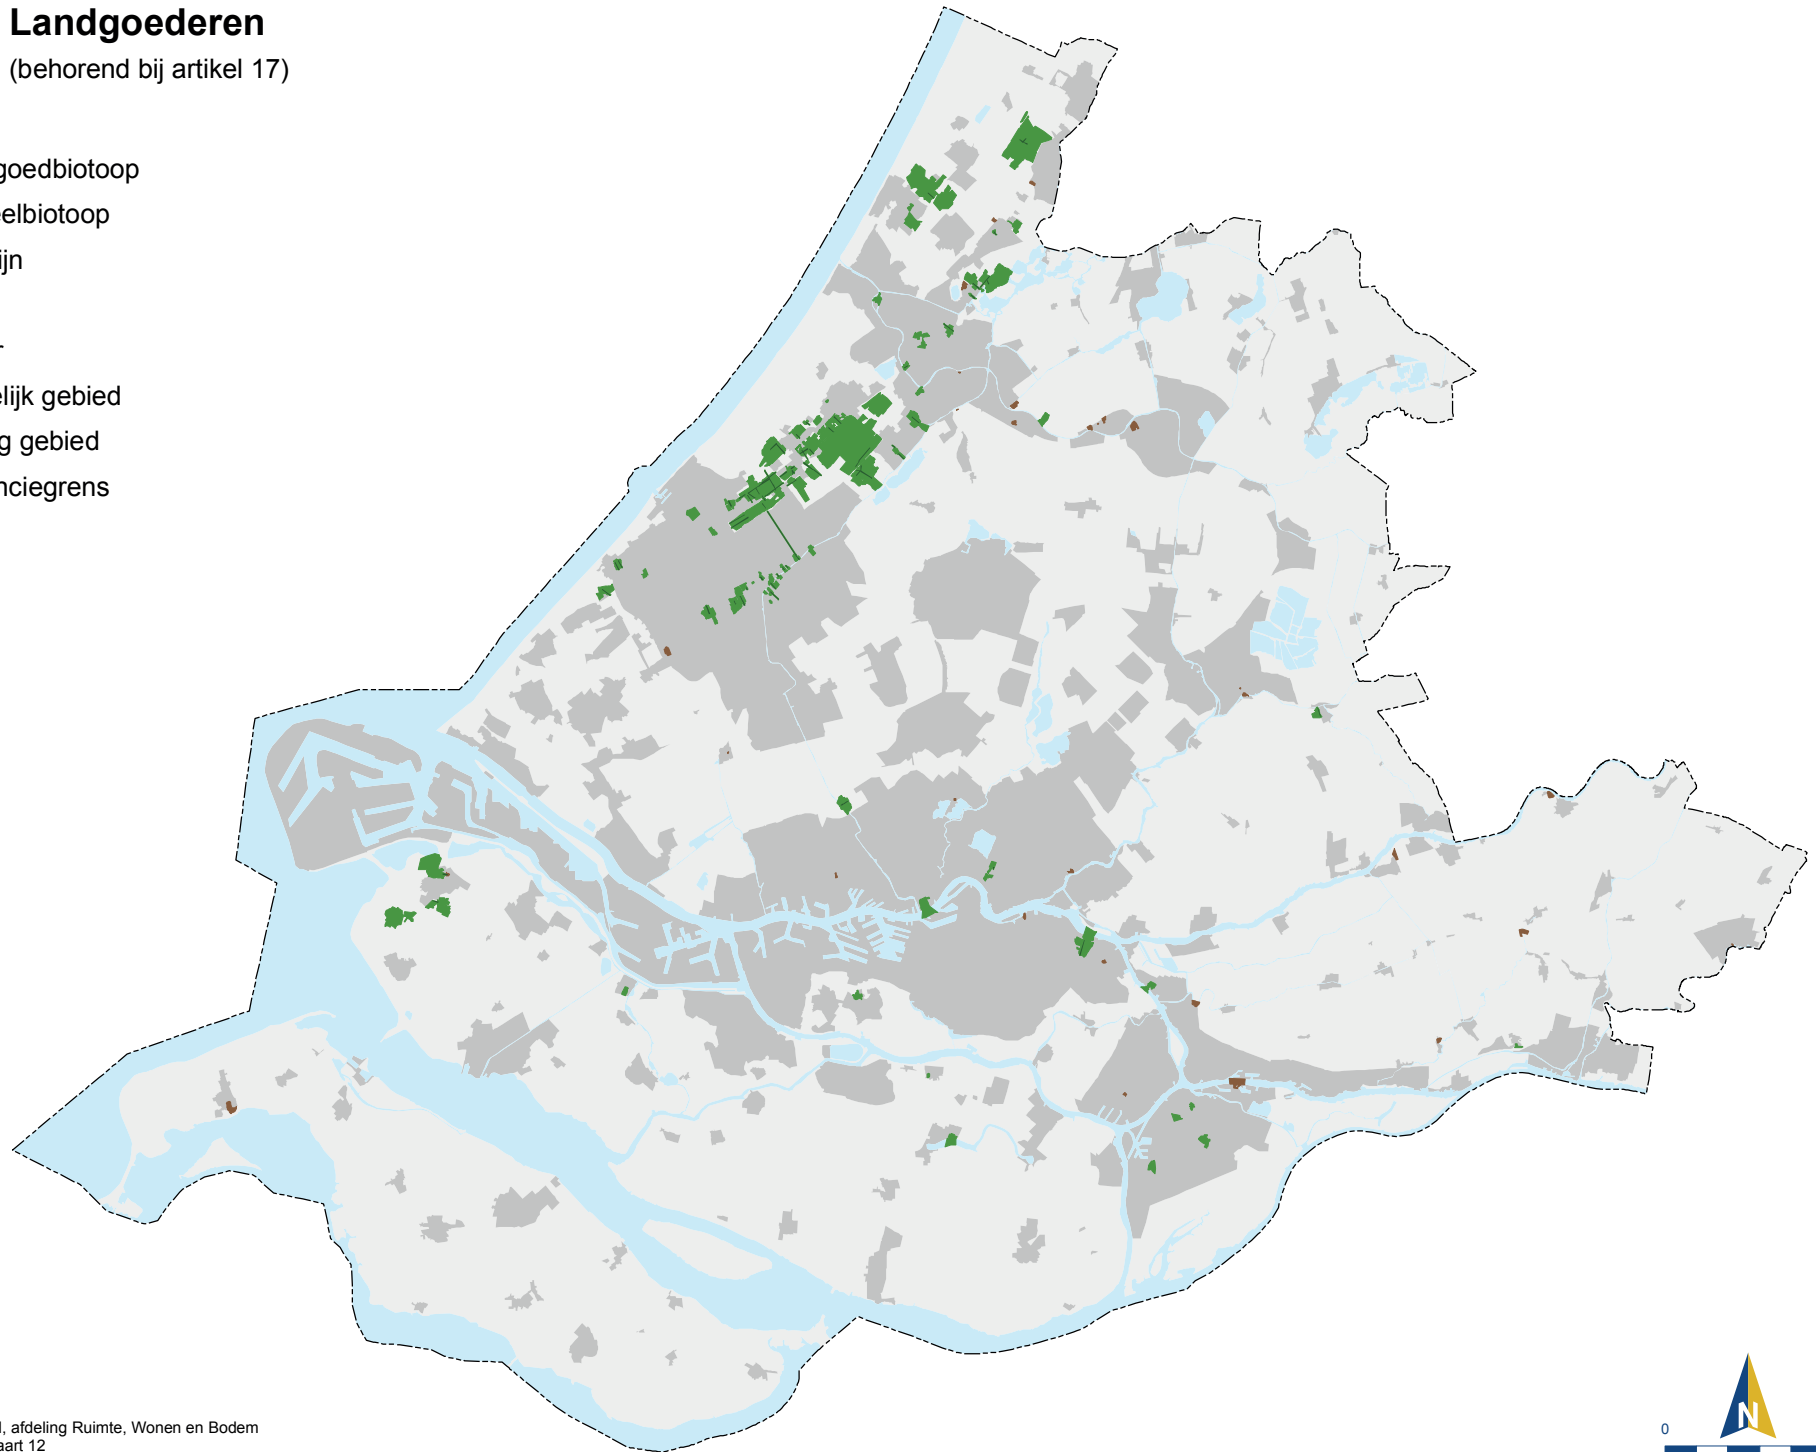 Landgoederen
(behorend bij artikel 17)
goedbiotoop
elbiotoop
ijn
r
elijk gebied
g gebied
nciegrens
l, afdeling Ruimte, Wonen en Bodem
aart 12
0
N